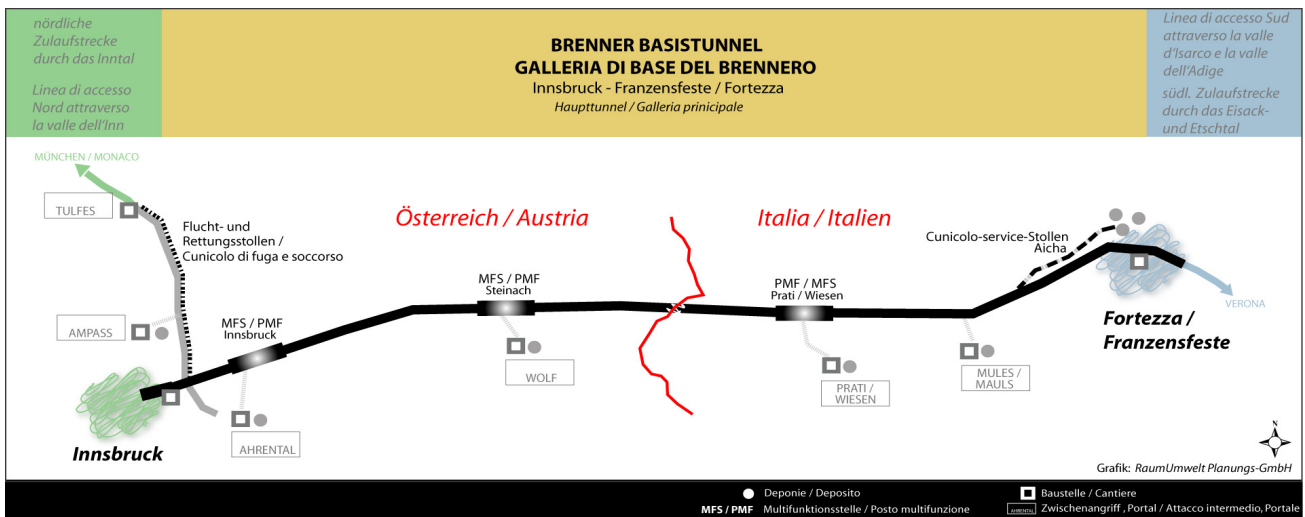 nördliche
Zulaufstrecke
durch das Inntal
Linea di accesso
Nord attraverso
la valle dell'Inn
BRENNER BASISTUNNEL
GALLERIA DI BASE DEL BRENNERO
Innsbruck - Franzensfeste / Fortezza
Haupttunnel / Galleria prinicipale
Linea di accesso Sud
attraverso la valle
d'Isarco e la valle
dell'Adige
südl. Zulaufstrecke
durch das Eisack-
und Etschtal
MÜNCHEN / MONACO
TULFES
Flucht- und
Rettungsstollen /
Cunicolo di fuga e soccorso
Österreich / Austria
Italia / Italien
Cunicolo-service-Stollen
Aicha
MFS / PMF
Steinach
PMF / MFS
Prati / Wiesen
VERONA
AMPASS
MFS / PMF
Innsbruck
Fortezza /
Franzensfeste
WOLF
PRATI /
WIESEN
MULES /
MAULS
AHRENTAL
Innsbruck
Grafik: RaumUmwelt Planungs-GmbH
Deponie / Deposito
Baustelle / Cantiere
MFS / PMF Multifunktionsstelle / Posto multifunzione
AHRENTAL Zwischenangriff , Portal / Attacco intermedio, Portale